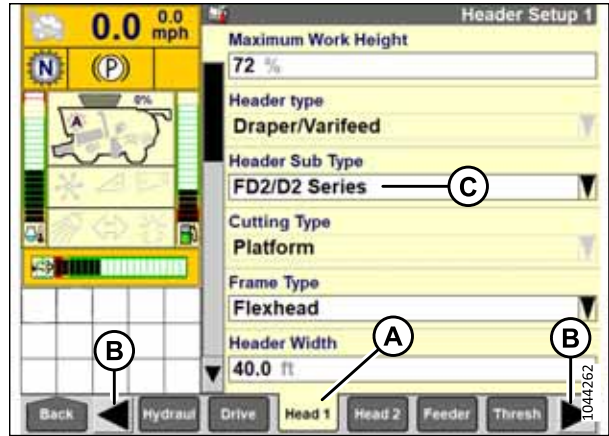 0.0 0.0 mph
Header Setup 1
N (P)
Maximum Work Height
72 %
0%
A
Header type
Draper/Varifeed
Header Sub Type
FD2/D2 Series
C
Cutting Type
Platform
Frame Type
Flexhead
Header Width
40.0 ft
A
B
B
1044262
Back
Hydraul
Drive
Head 1
Head 2
Feeder
Thresh